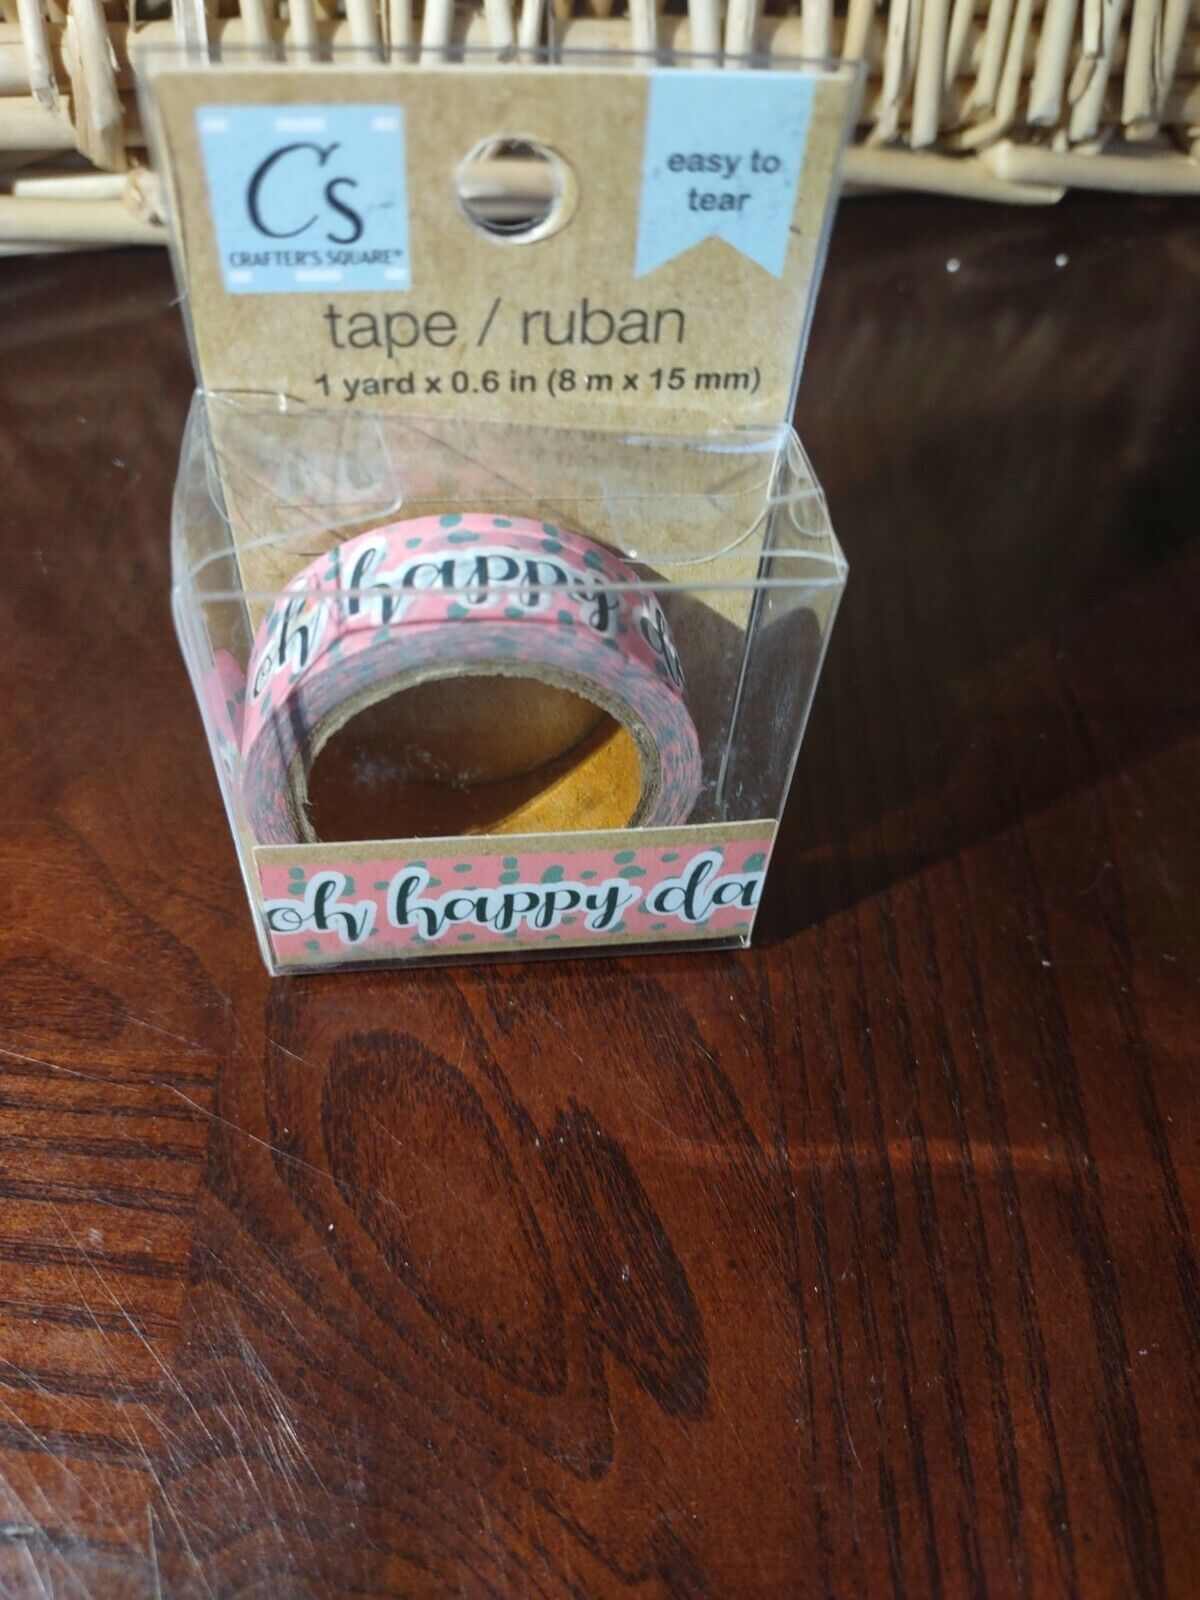 Cs
CRAFTER'S SQUARE®
easy to
tear
tape / ruban
1 yard x 0.6 in (8 m x 15 mm)
oh happy da
oh happy da